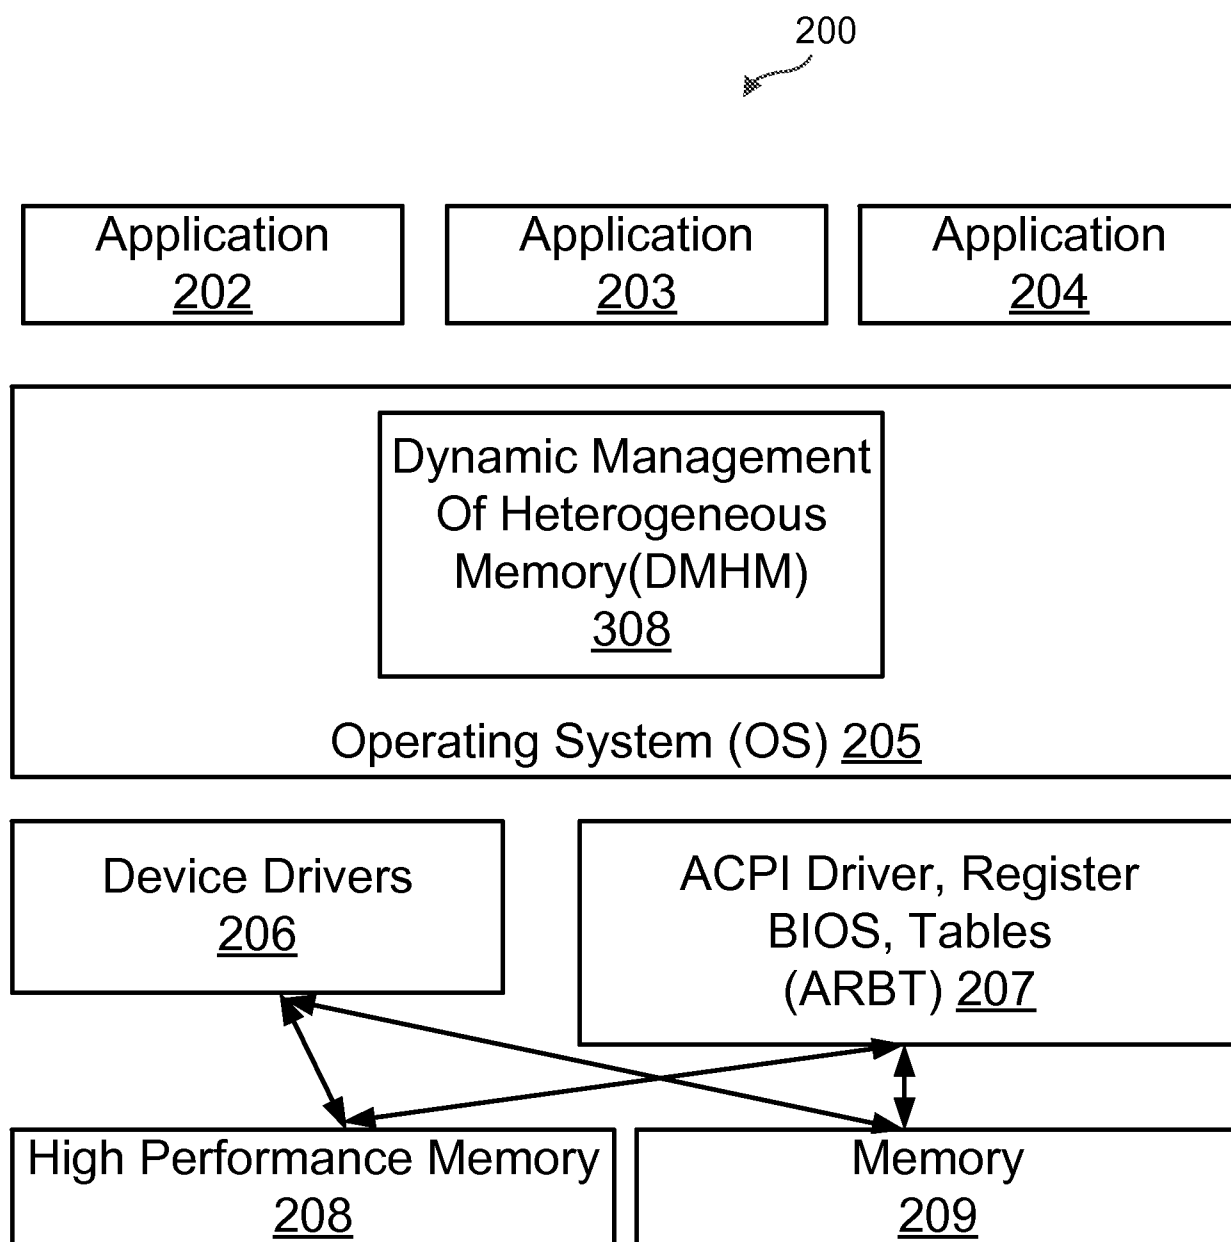 200
Application
202
Application
203
Application
204
Dynamic Management
Of Heterogeneous
Memory(DMHM)
308
Operating System (OS) 205
Device Drivers
206
ACPI Driver, Register
BIOS, Tables
(ARBT) 207
High Performance Memory
208
Memory
209